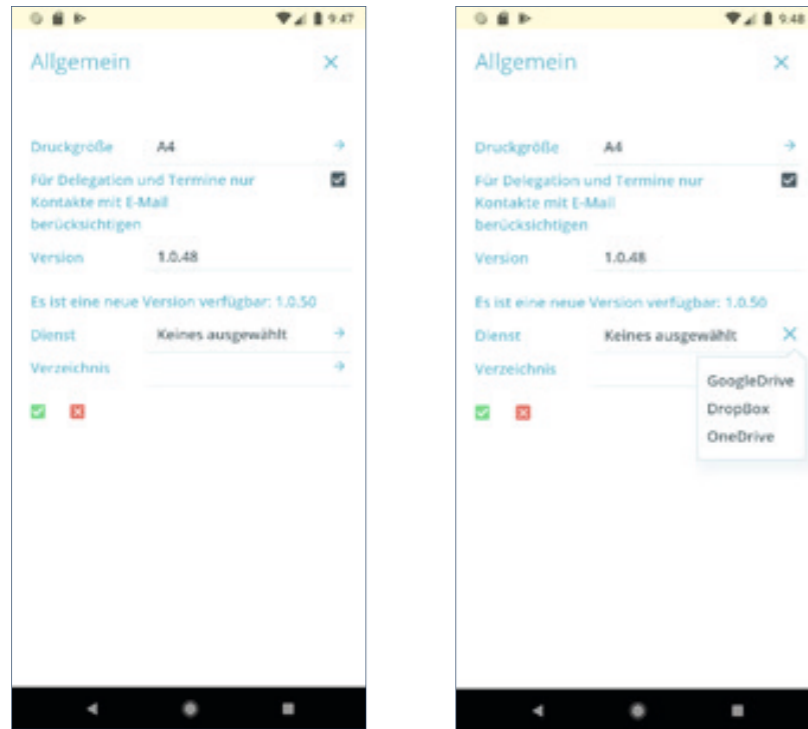 9.47
Allgemein
Druckgröße A4
Für Delegation und Termine nur
Kontakte mit E-Mail
berücksichtigen
Version 1.0.48
Es ist eine neue Version verfügbar: 1.0.50
Dienst Keines ausgewählt
Verzeichnis
9.48
Allgemein
Druckgröße A4
Für Delegation und Termine nur
Kontakte mit E-Mail
berücksichtigen
Version 1.0.48
Es ist eine neue Version verfügbar: 1.0.50
Dienst Keines ausgewählt
Verzeichnis
GoogleDrive
DropBox
OneDrive